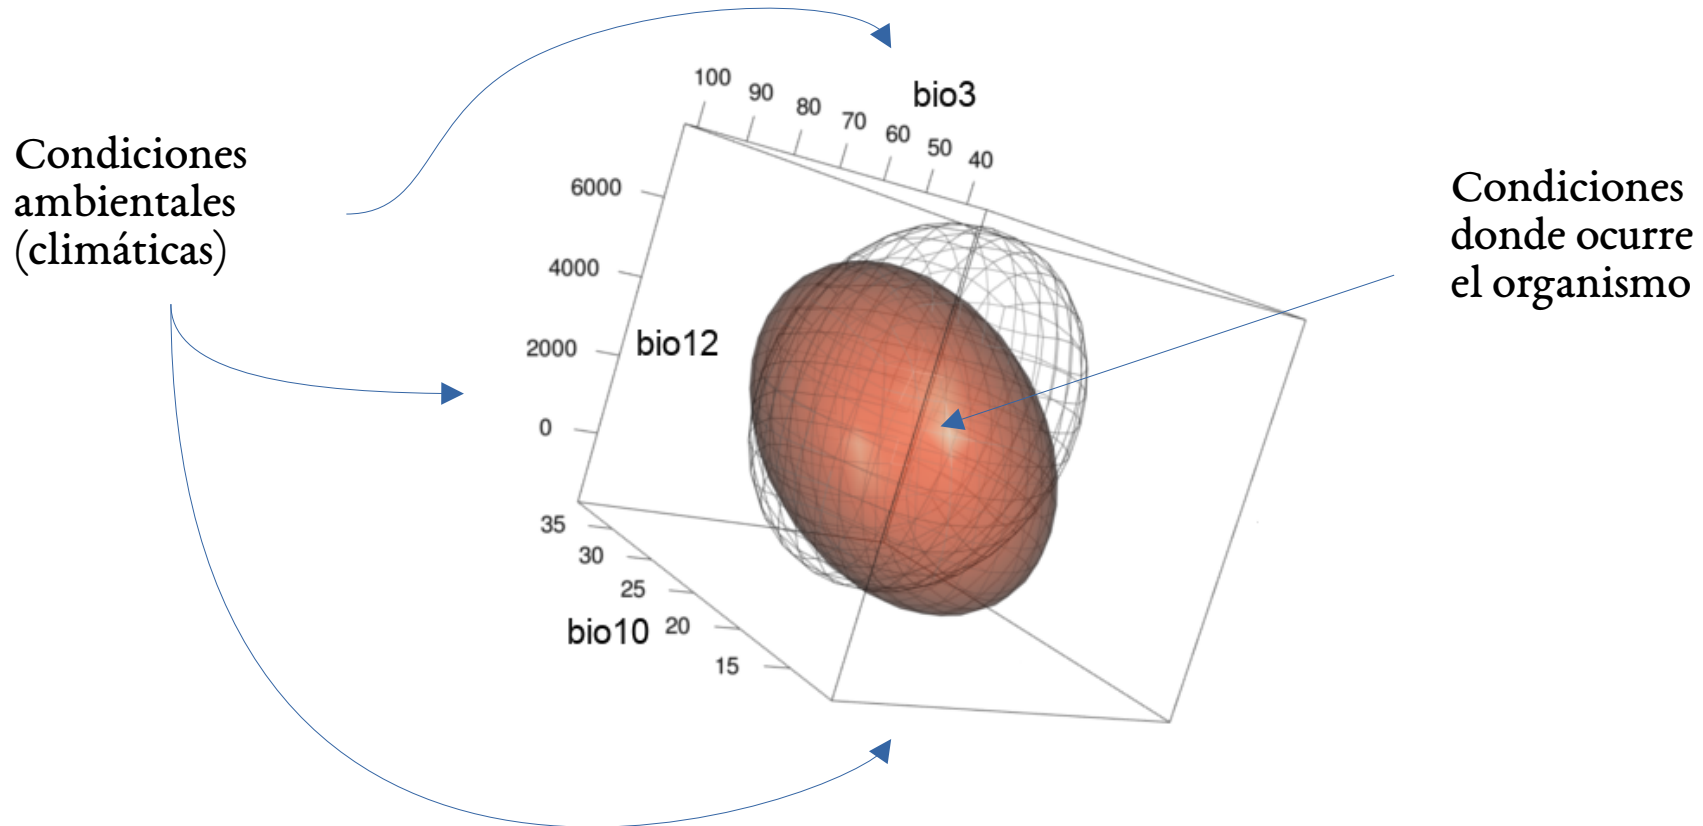 Condiciones
ambientales
(climáticas)
100 90 80 70 60 50 40
bio3
6000
4000
2000
0
bio12
35
30
25
20
15
bio10
Condiciones
donde ocurre
el organismo